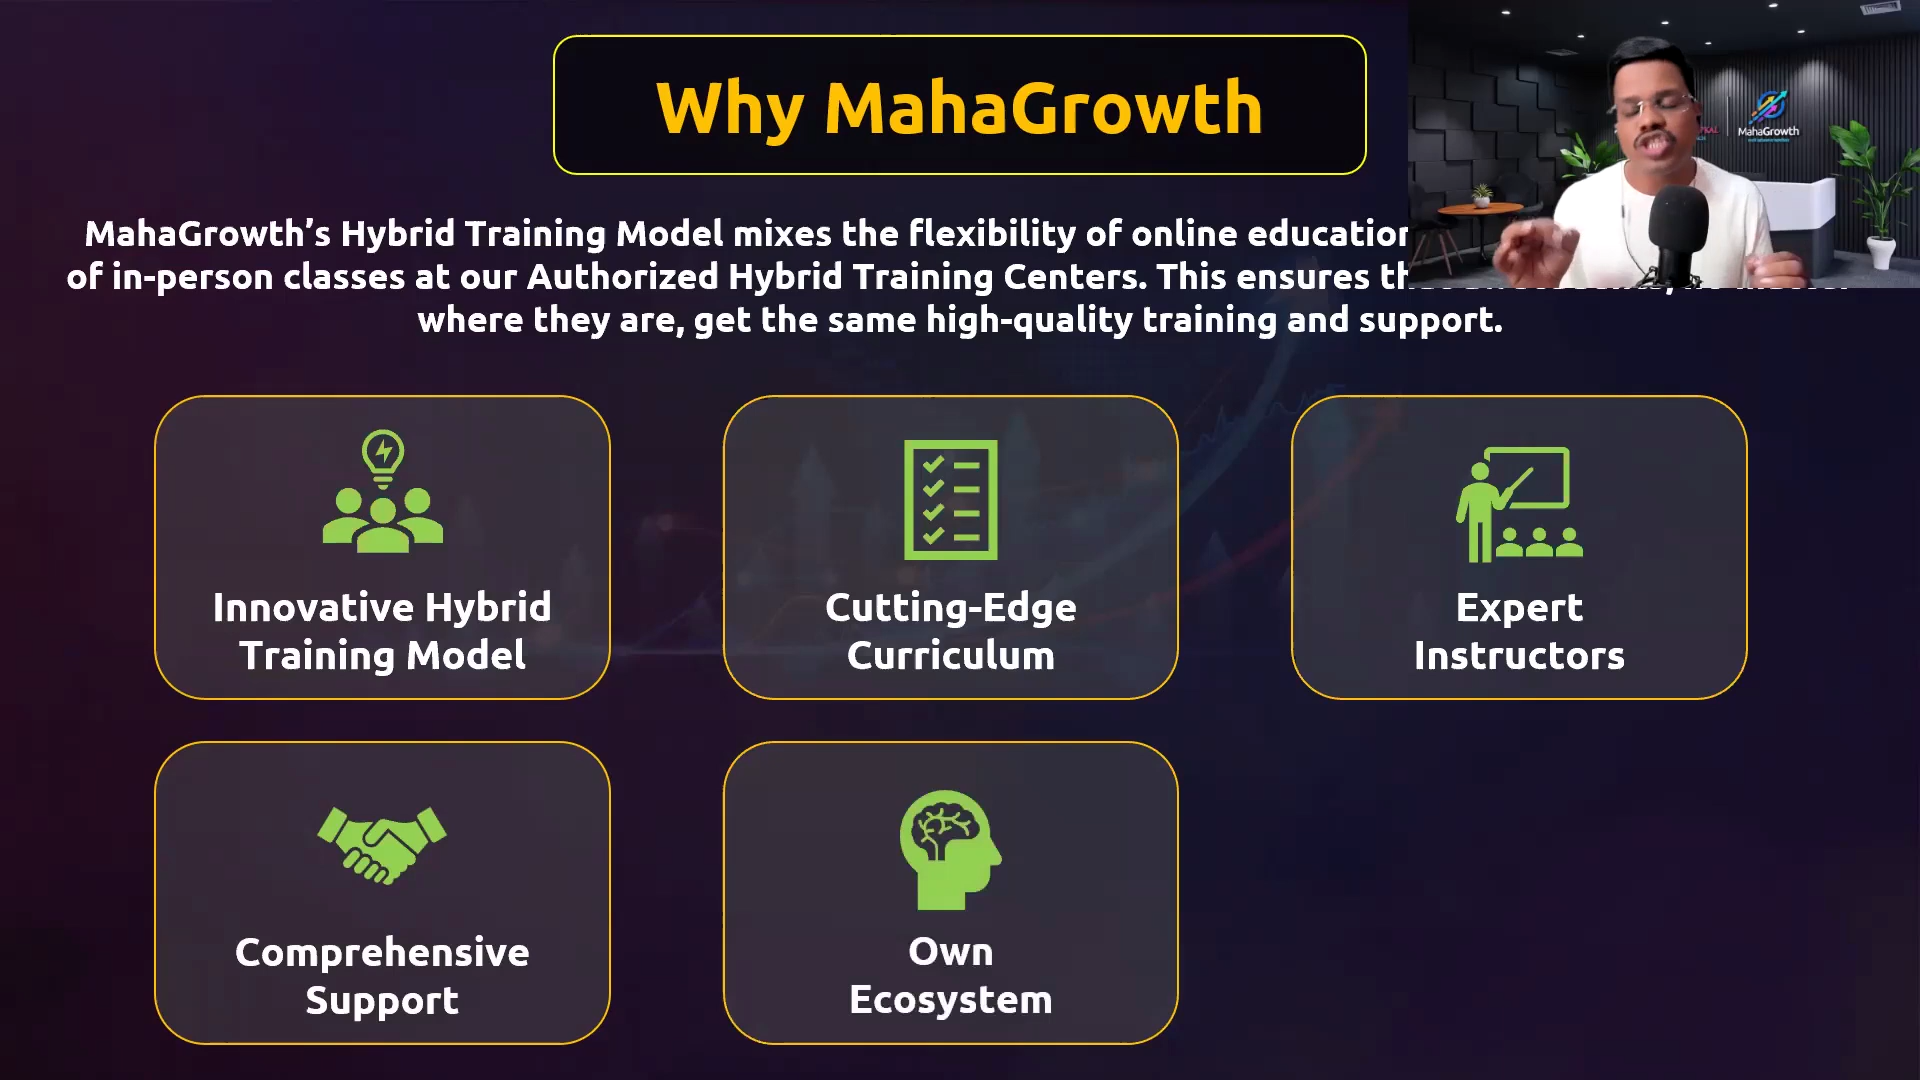 Why MahaGrowth
MahaGrowth
MahaGrowth’s Hybrid Training Model mixes the flexibility of online education
of in-person classes at our Authorized Hybrid Training Centers. This ensures
where they are, get the same high-quality training and support.
Innovative Hybrid
Training Model
Cutting-Edge
Curriculum
Expert
Instructors
Comprehensive
Support
Own
Ecosystem